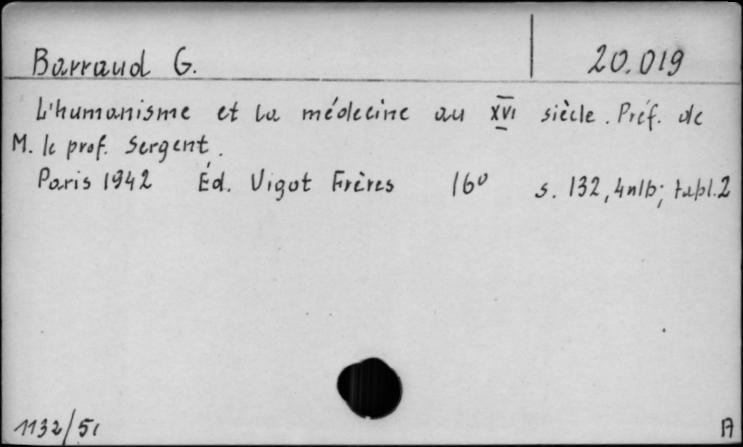 Barraud G. 20.019
L'humanisme et la médecine au XVI siècle. Préf. de
M. le prof. Sergent.
Paris 1942 Éd. Vigot Frères 16° s. 132, 4nlb; tabl. 2
1132/51 A